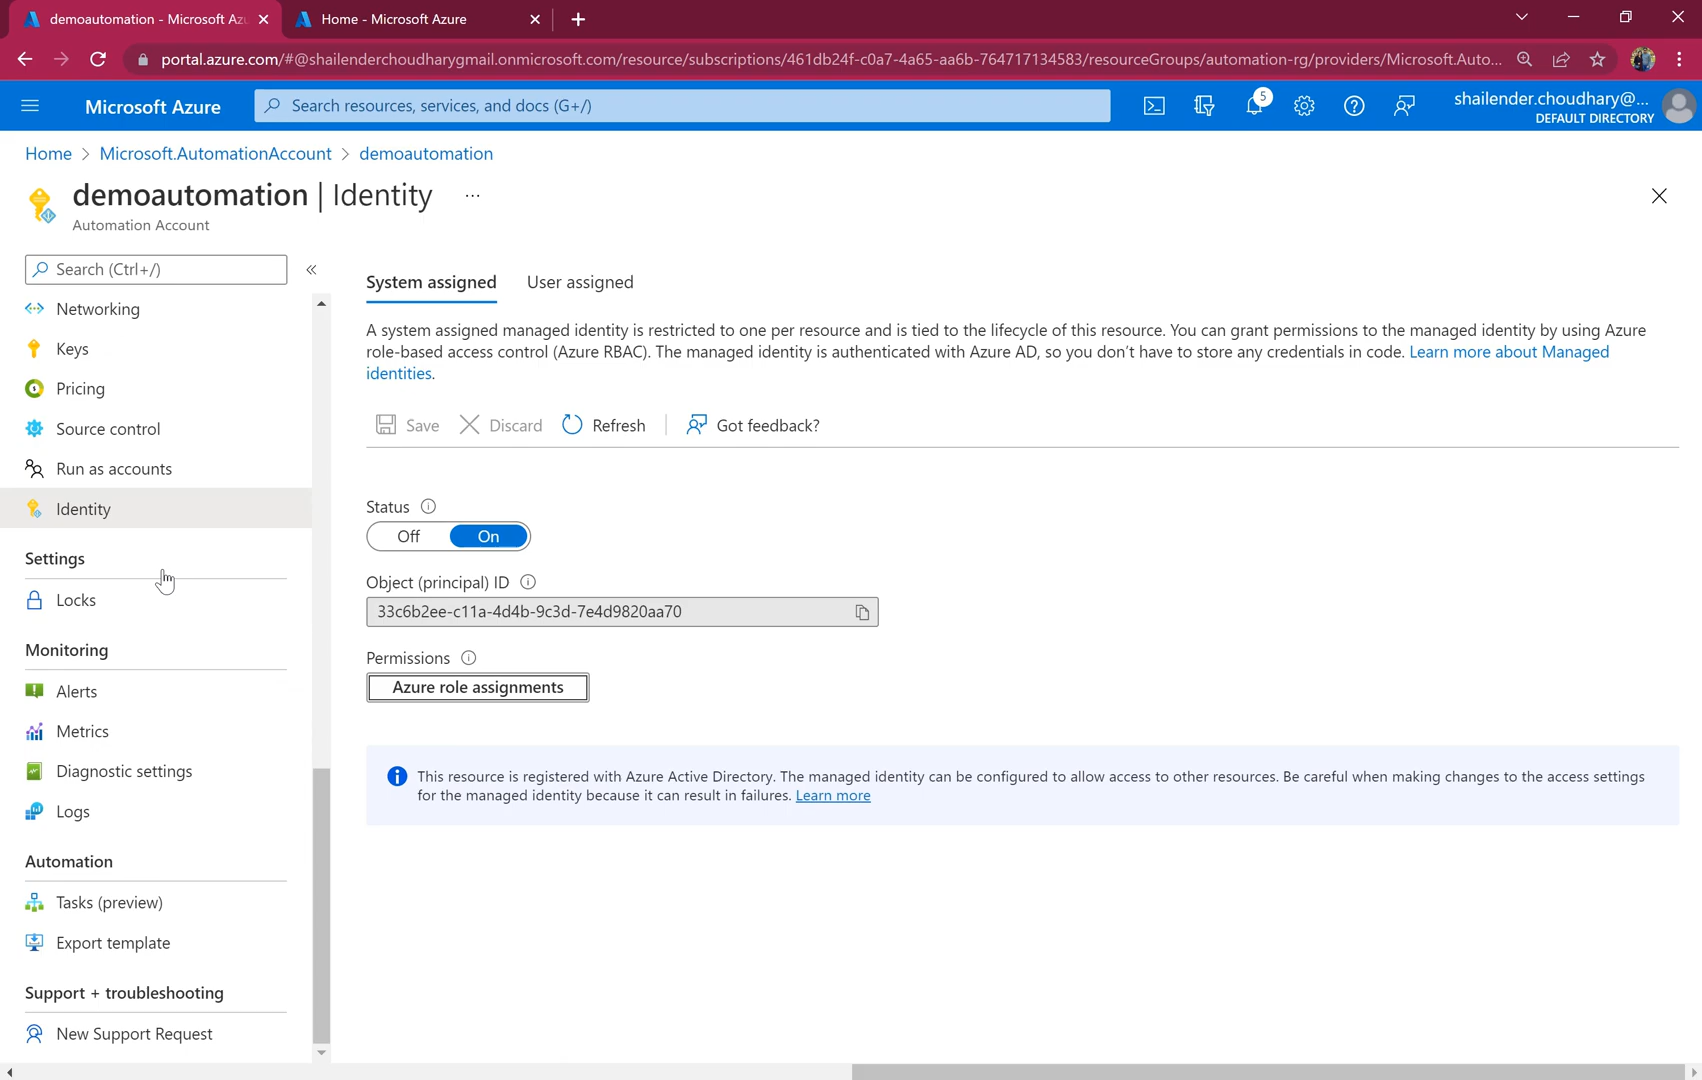 demoautomation - Microsoft Azu
Home - Microsoft Azure
portal.azure.com/#@shailenderchoudharygmail.onmicrosoft.com/resource/subscriptions/461db24f-c0a7-4a65-aa6b-764717134583/resourceGroups/automation-rg/providers/Microsoft.Auto...
Microsoft Azure
Search resources, services, and docs (G+/)
5
shailender.choudhary@...
DEFAULT DIRECTORY
Home > Microsoft.AutomationAccount > demoautomation
demoautomation | Identity ...
Automation Account
Search (Ctrl+/)
«
Networking
Keys
Pricing
Source control
Run as accounts
Identity
Settings
Locks
Monitoring
Alerts
Metrics
Diagnostic settings
Logs
Automation
Tasks (preview)
Export template
Support + troubleshooting
New Support Request
System assigned
User assigned
A system assigned managed identity is restricted to one per resource and is tied to the lifecycle of this resource. You can grant permissions to the managed identity by using Azure
role-based access control (Azure RBAC). The managed identity is authenticated with Azure AD, so you don't have to store any credentials in code. Learn more about Managed
identities.
Save
Discard
Refresh
Got feedback?
Status
Off
On
Object (principal) ID
33c6b2ee-c11a-4d4b-9c3d-7e4d9820aa70
Permissions
Azure role assignments
This resource is registered with Azure Active Directory. The managed identity can be configured to allow access to other resources. Be careful when making changes to the access settings
for the managed identity because it can result in failures. Learn more